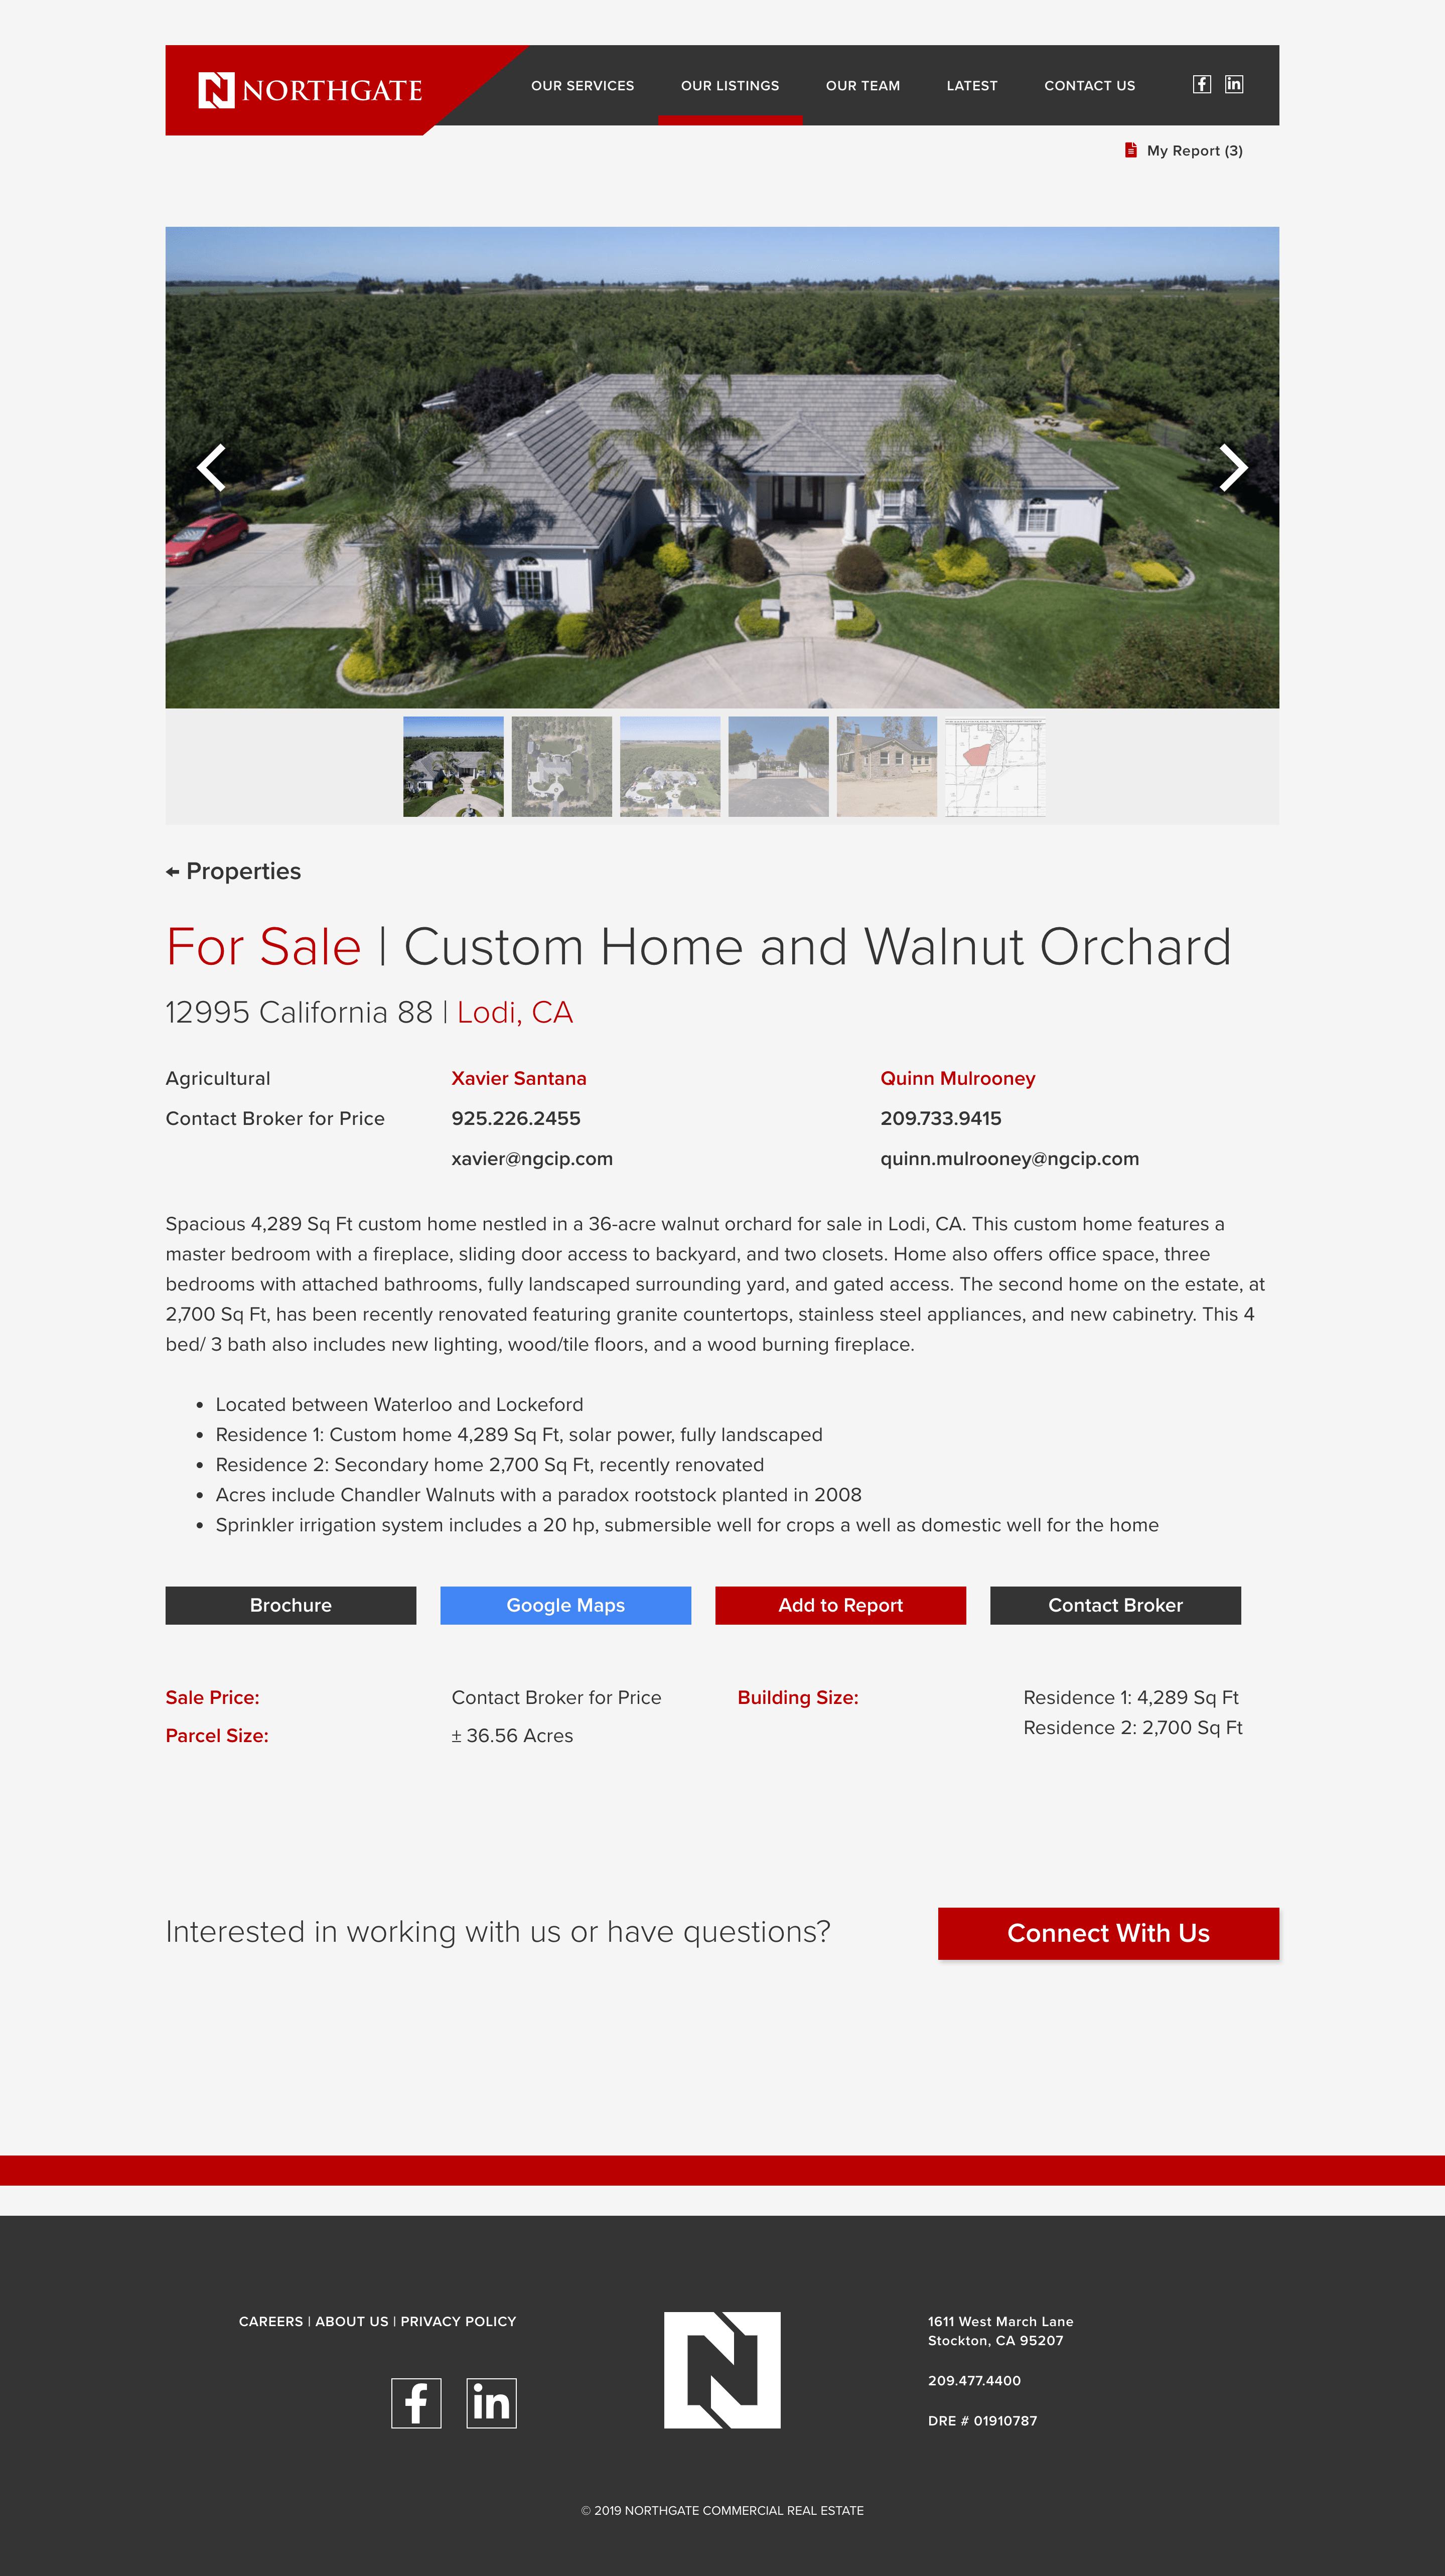 NORTHGATE
OUR SERVICES
OUR LISTINGS
OUR TEAM
LATEST
CONTACT US
My Report (3)
Properties
For Sale | Custom Home and Walnut Orchard
12995 California 88 | Lodi, CA
Agricultural
Contact Broker for Price
Xavier Santana
925.226.2455
xavier@ngcip.com
Quinn Mulrooney
209.733.9415
quinn.mulrooney@ngcip.com
Spacious 4,289 Sq Ft custom home nestled in a 36-acre walnut orchard for sale in Lodi, CA. This custom home features a
master bedroom with a fireplace, sliding door access to backyard, and two closets. Home also offers office space, three
bedrooms with attached bathrooms, fully landscaped surrounding yard, and gated access. The second home on the estate, at
2,700 Sq Ft, has been recently renovated featuring granite countertops, stainless steel appliances, and new cabinetry. This 4
bed/ 3 bath also includes new lighting, wood/tile floors, and a wood burning fireplace.
• Located between Waterloo and Lockeford
• Residence 1: Custom home 4,289 Sq Ft, solar power, fully landscaped
• Residence 2: Secondary home 2,700 Sq Ft, recently renovated
• Acres include Chandler Walnuts with a paradox rootstock planted in 2008
• Sprinkler irrigation system includes a 20 hp, submersible well for crops a well as domestic well for the home
Brochure
Google Maps
Add to Report
Contact Broker
Sale Price:
Contact Broker for Price
Parcel Size:
± 36.56 Acres
Building Size:
Residence 1: 4,289 Sq Ft
Residence 2: 2,700 Sq Ft
Interested in working with us or have questions?
Connect With Us
CAREERS | ABOUT US | PRIVACY POLICY
1611 West March Lane
Stockton, CA 95207
209.477.4400
DRE # 01910787
© 2019 NORTHGATE COMMERCIAL REAL ESTATE